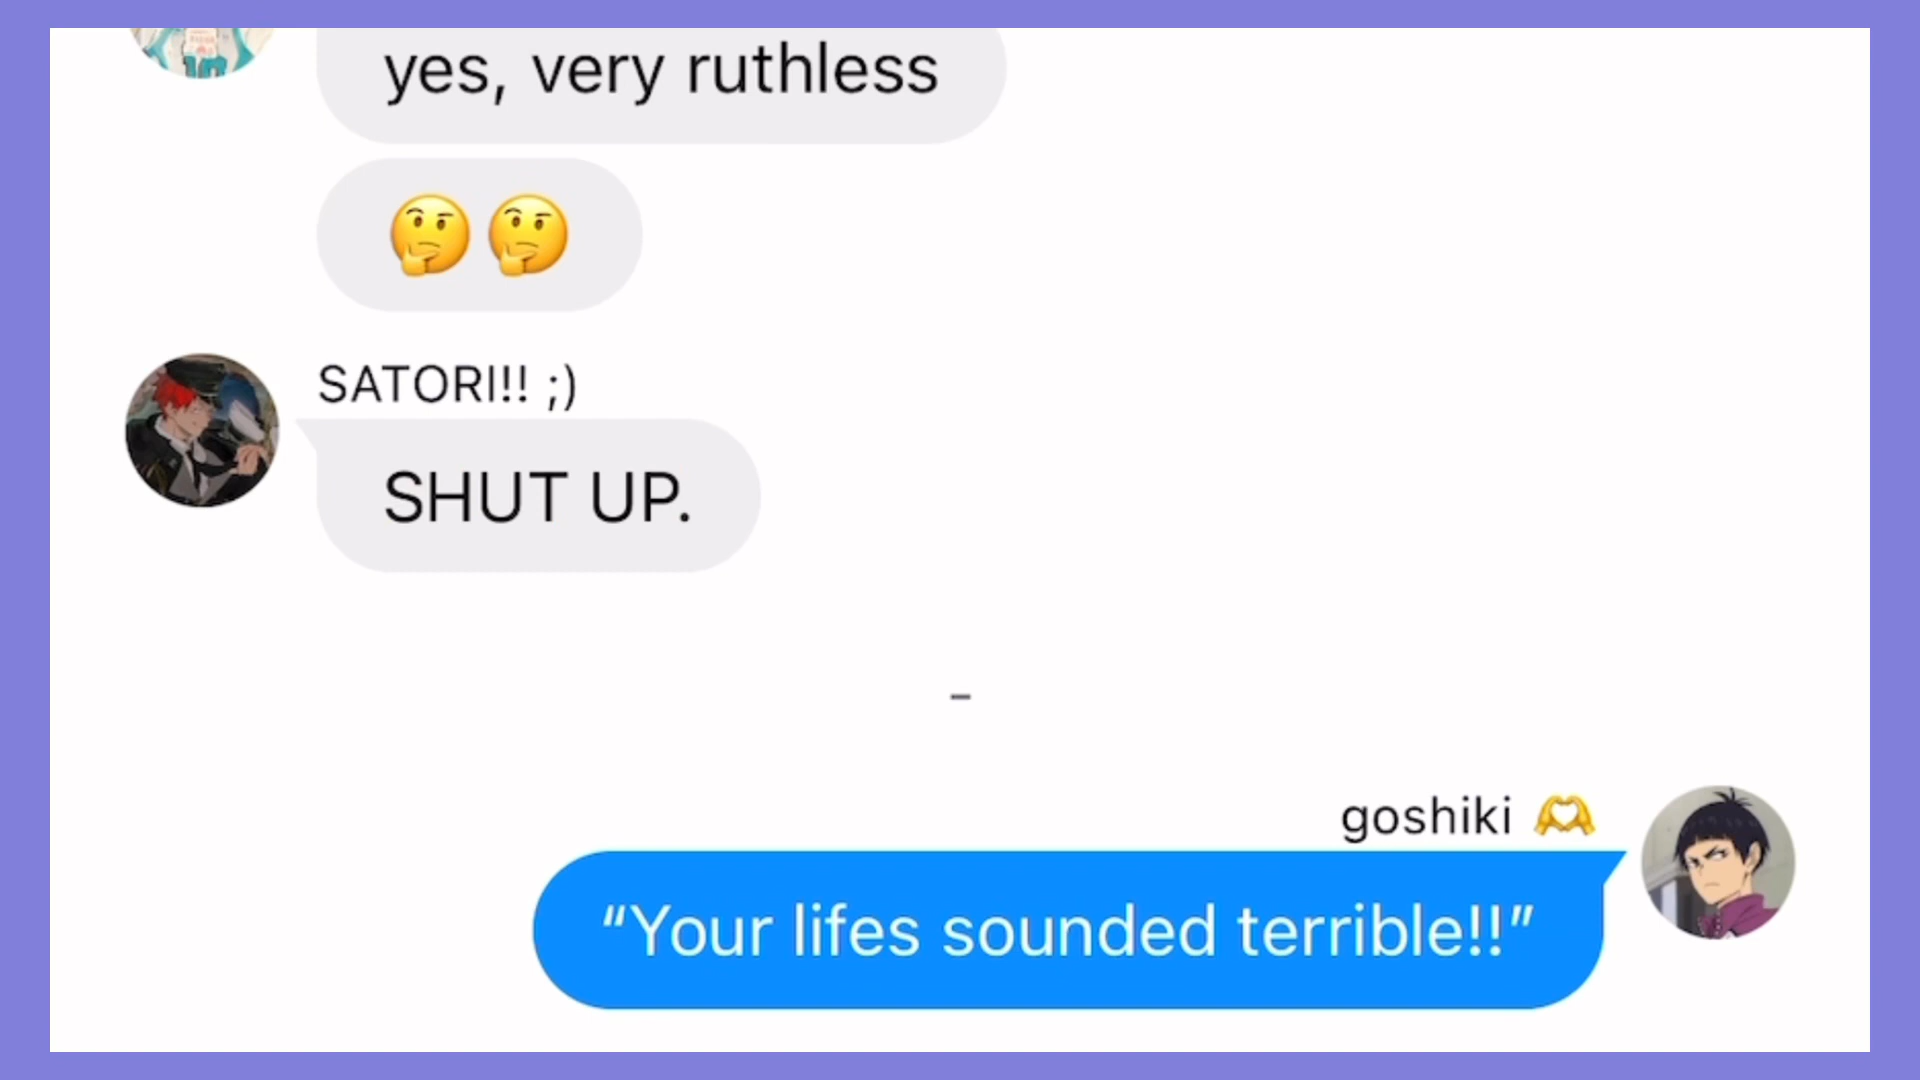 yes, very ruthless
🤔🤔
SATORI!! ;)
SHUT UP.
-
goshiki 🫶
“Your lifes sounded terrible!!”